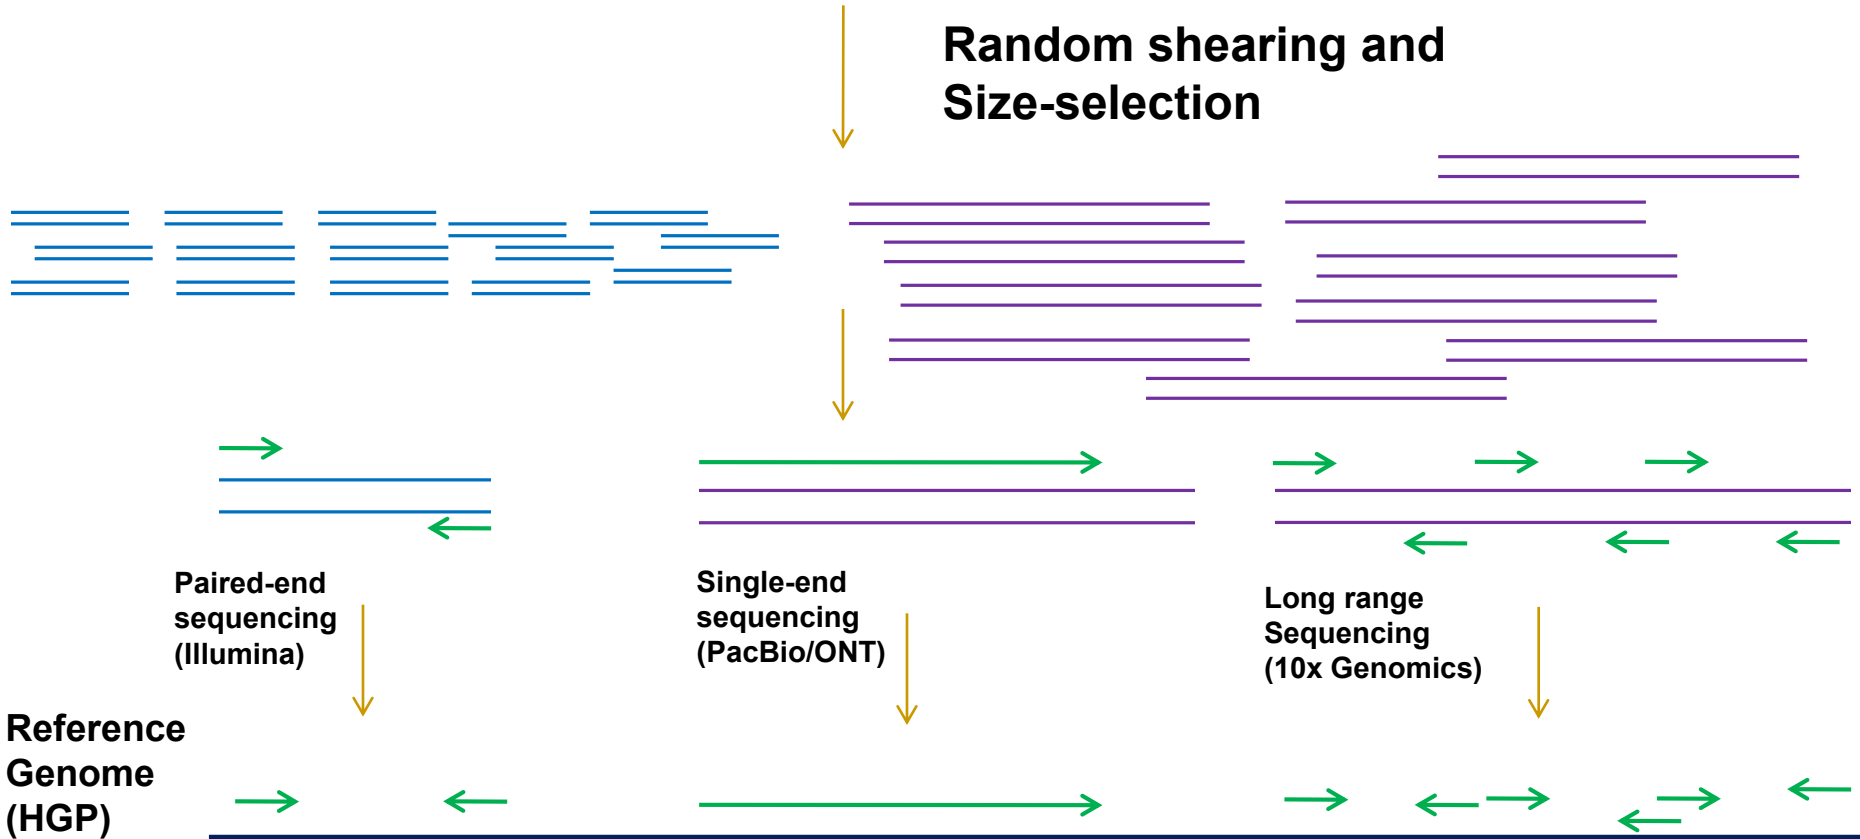 Random shearing and
Size-selection
Paired-end
sequencing
(Illumina)
Single-end
sequencing
(PacBio/ONT)
Long range
Sequencing
(10x Genomics)
Reference
Genome
(HGP)